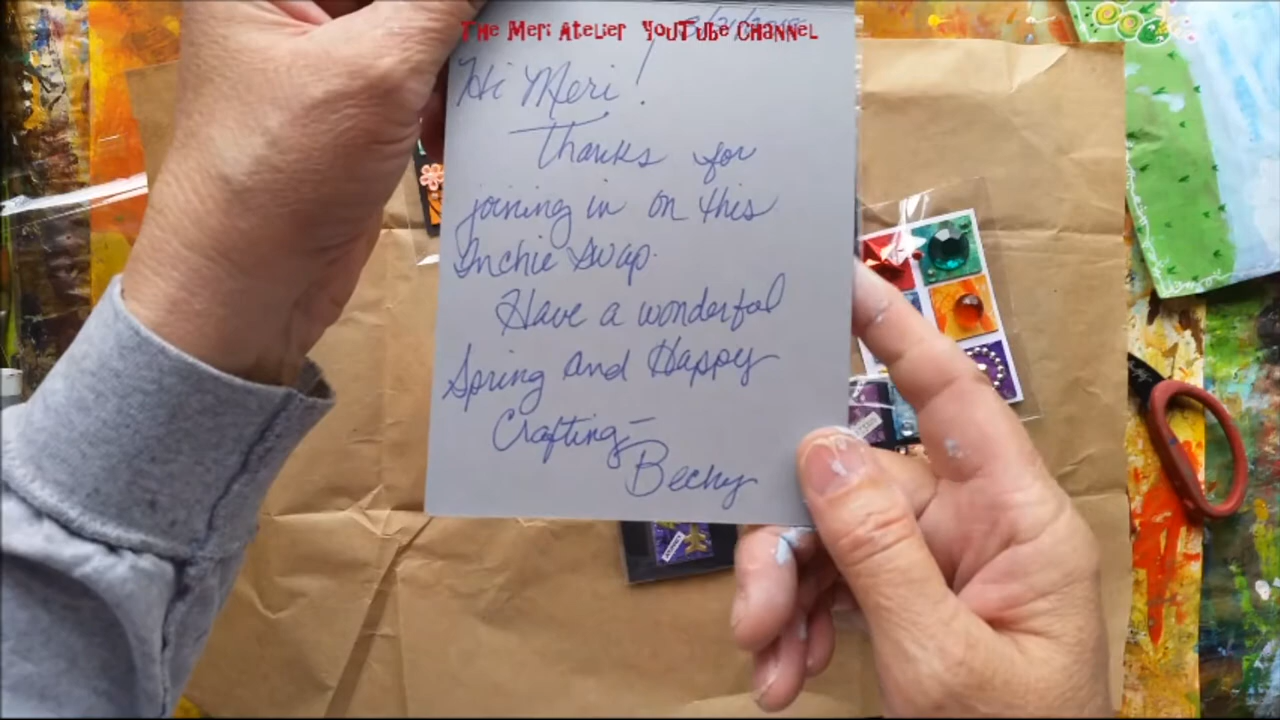 The Meri Atelier YouTube Channel
Hi Meri!
Thanks for
joining in on this
Inchie Swap.
Have a wonderful
Spring and Happy
Crafting-
Becky